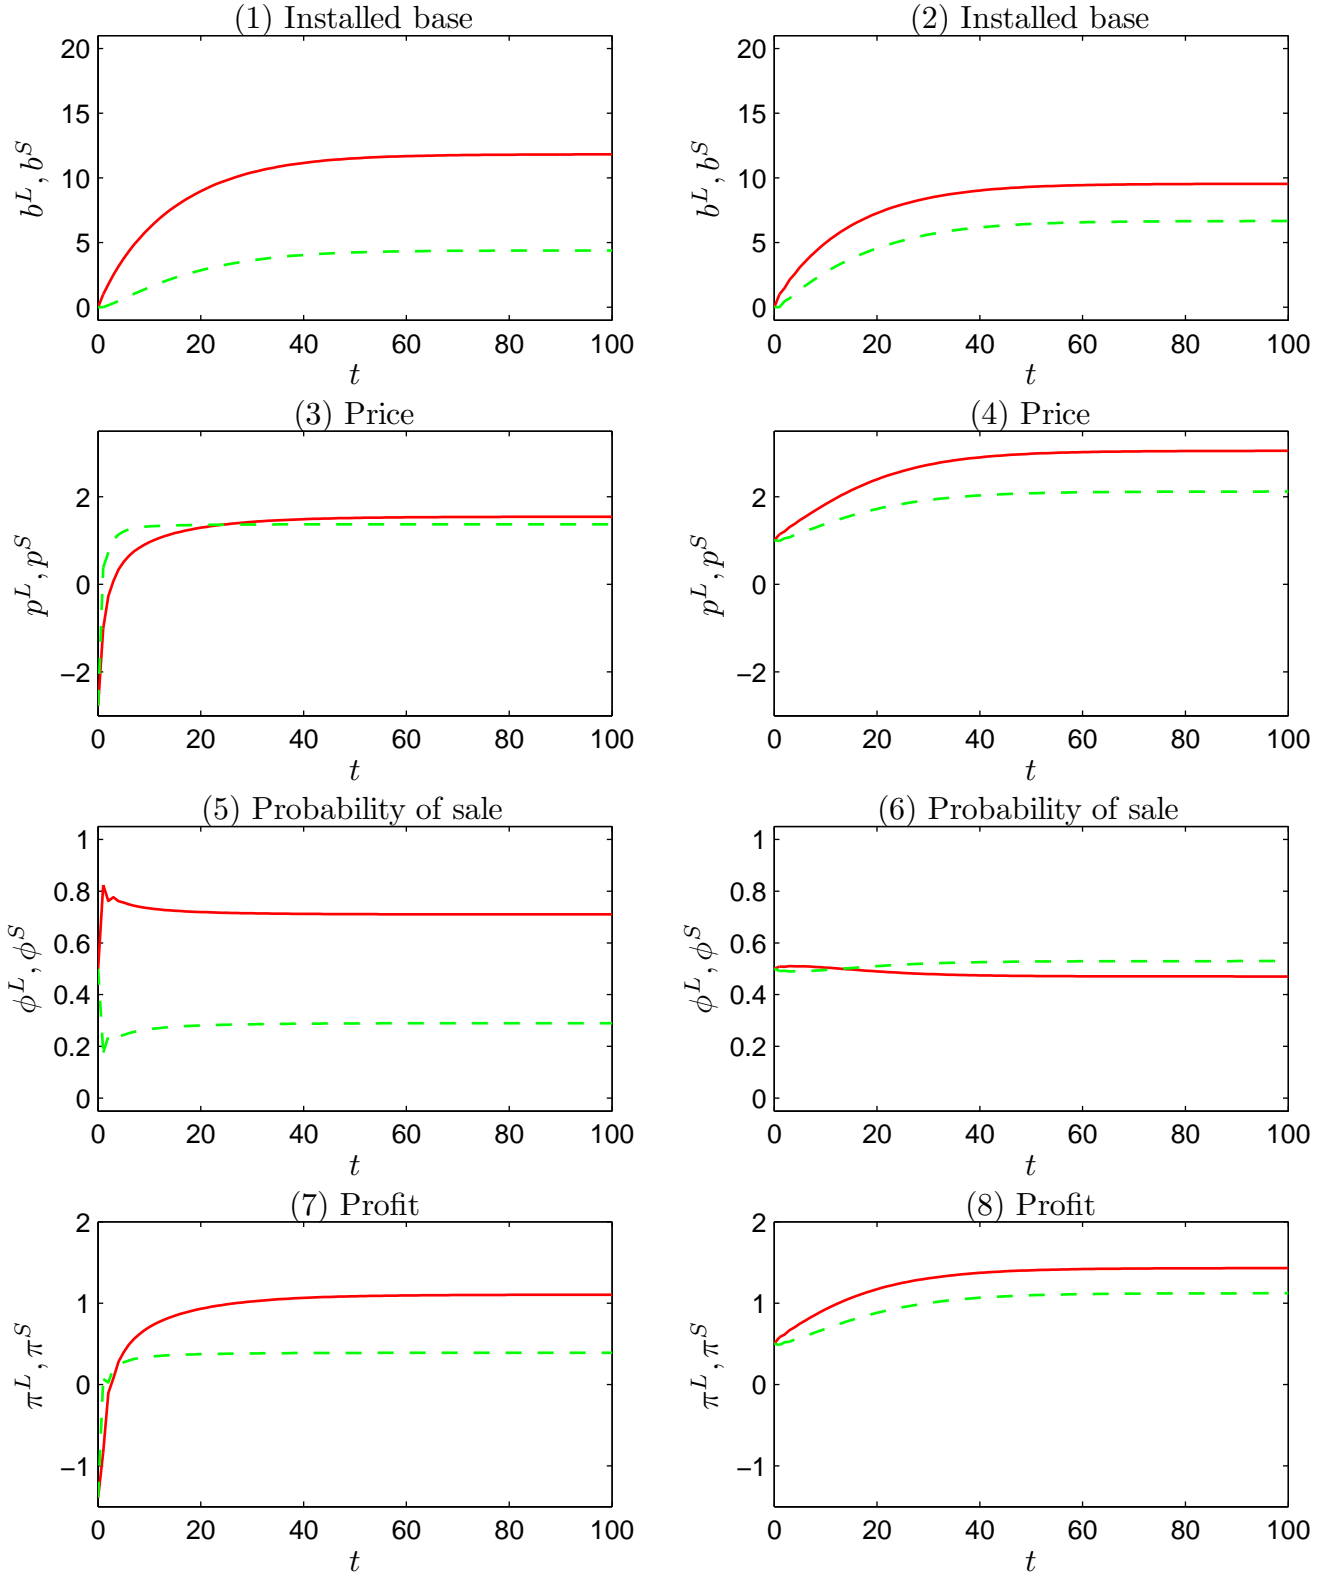 (1) Installed base
20
15
10
5
0
b^L, b^S
0 20 40 60 80 100
t
(2) Installed base
20
15
10
5
0
b^L, b^S
0 20 40 60 80 100
t
(3) Price
2
0
−2
p^L, p^S
0 20 40 60 80 100
t
(4) Price
2
0
−2
p^L, p^S
0 20 40 60 80 100
t
(5) Probability of sale
1
0.8
0.6
0.4
0.2
0
ϕ^L, ϕ^S
0 20 40 60 80 100
t
(6) Probability of sale
1
0.8
0.6
0.4
0.2
0
ϕ^L, ϕ^S
0 20 40 60 80 100
t
(7) Profit
2
1
0
−1
π^L, π^S
0 20 40 60 80 100
t
(8) Profit
2
1
0
−1
π^L, π^S
0 20 40 60 80 100
t